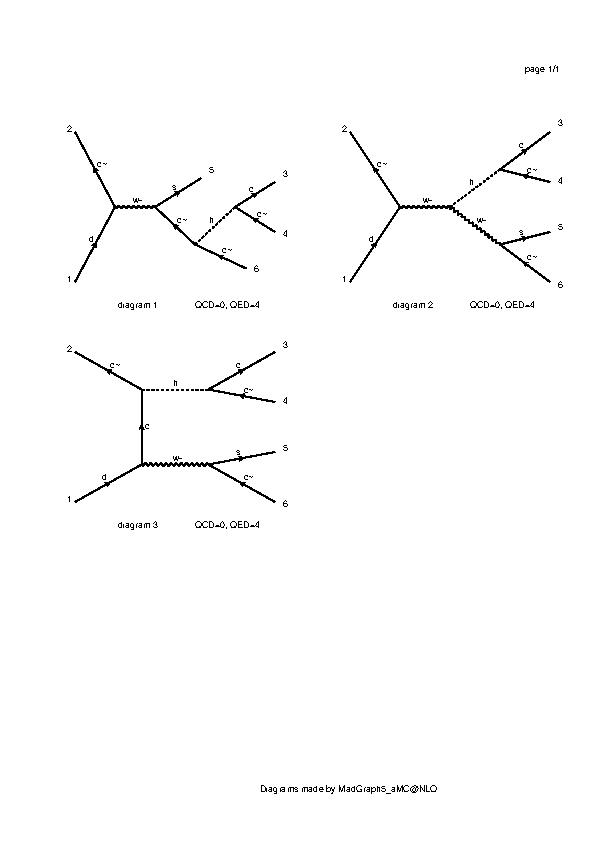 page 1/1
2
c~
d
1
w-
s
5
c~
h
c
3
c~
4
c~
6
diagram 1 QCD=0, QED=4
2
c~
d
1
w-
h
c
3
c~
4
w-
s
5
c~
6
diagram 2 QCD=0, QED=4
2
c~
h
c
3
c~
4
c
d
1
w-
s
5
c~
6
diagram 3 QCD=0, QED=4
Diagrams made by MadGraph5_aMC@NLO